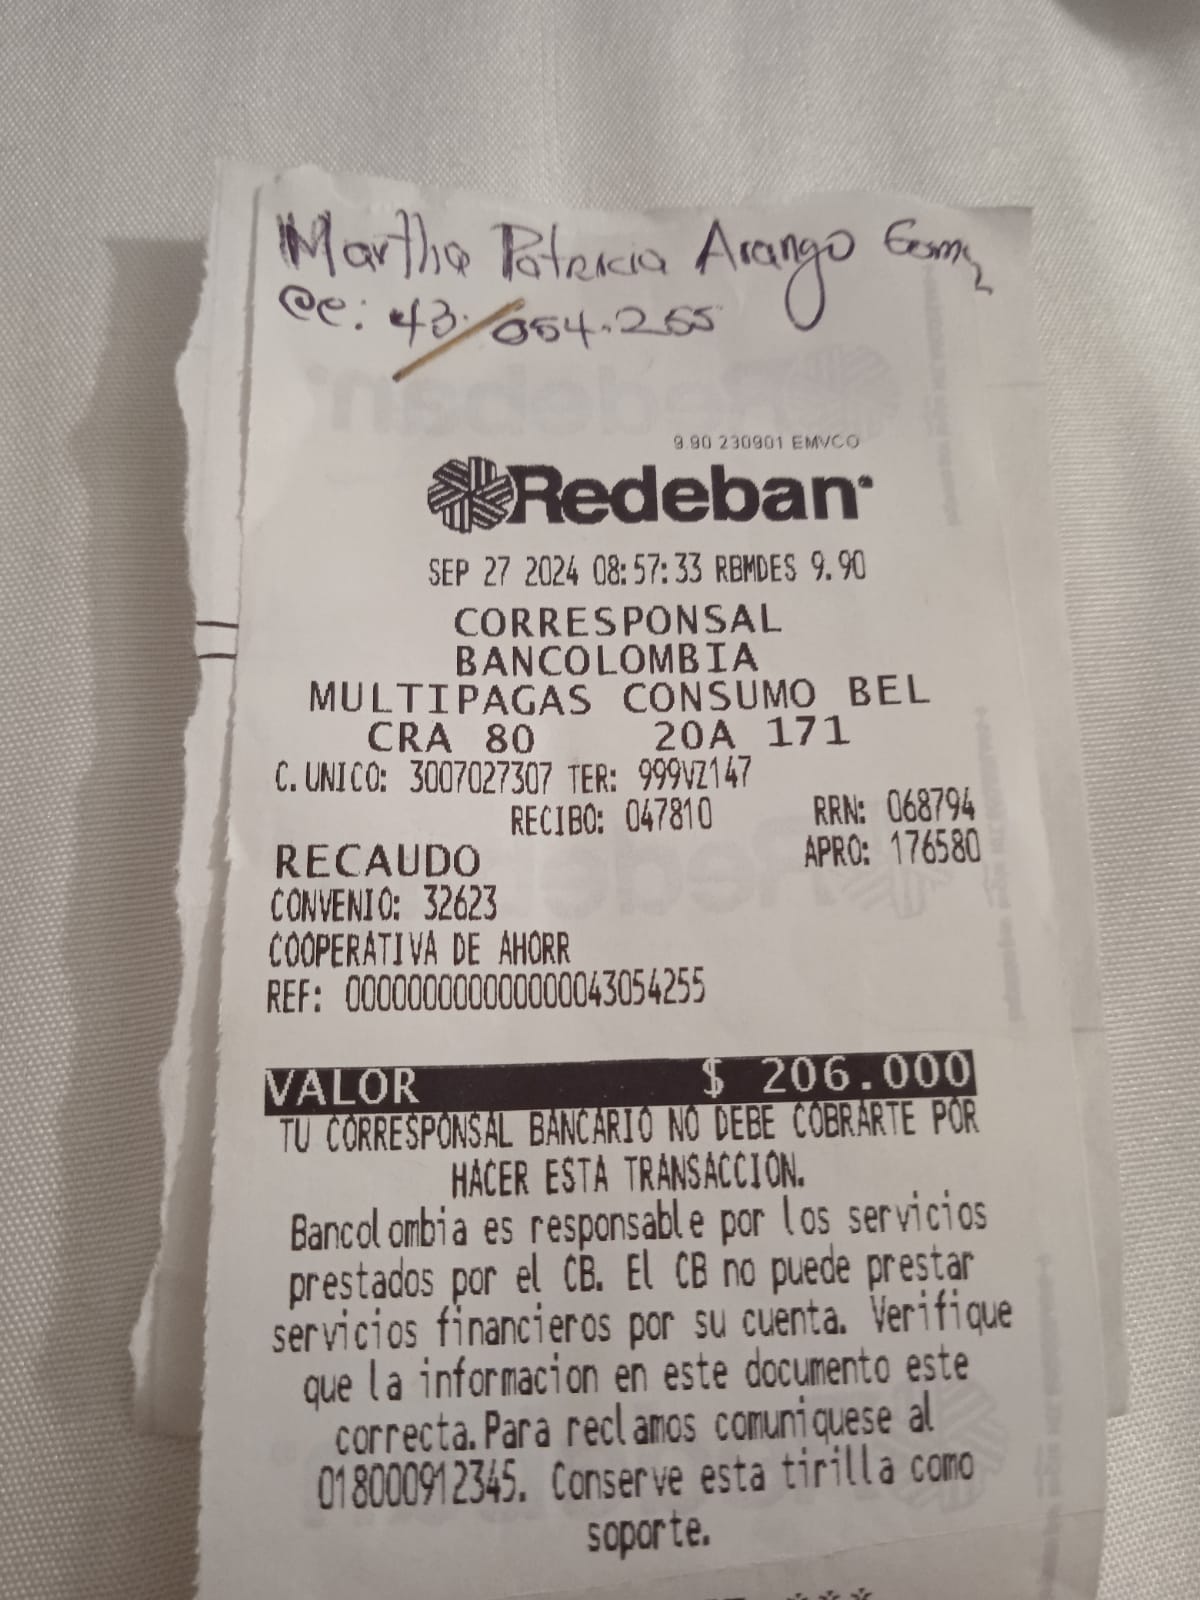 Martha Patricia Arango Gomz
CC: 43.054.255
9.90 230901 EMVCO
Redeban
SEP 27 2024 08:57:33 RBMDES 9.90
CORRESPONSAL
BANCOLOMBIA
MULTIPAGAS CONSUMO BEL
CRA 80 20A 171
C.UNICO: 3007027307 TER: 999VZ147
RECIBO: 047810 RRN: 068794
RECAUDO APRO: 176580
CONVENIO: 32623
COOPERATIVA DE AHORR
REF: 000000000000000043054255
VALOR $ 206.000
TU CORRESPONSAL BANCARIO NO DEBE COBRARTE POR
HACER ESTA TRANSACCION.
Bancolombia es responsable por los servicios
prestados por el CB. El CB no puede prestar
servicios financieros por su cuenta. Verifique
que la informacion en este documento este
correcta. Para reclamos comuniquese al
018000912345. Conserve esta tirilla como
soporte.